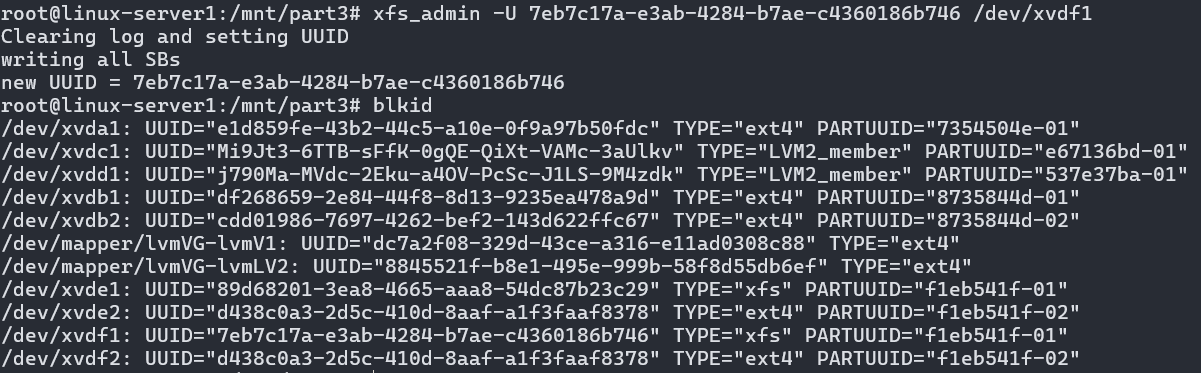 root@linux-server1:/mnt/part3# xfs_admin -U 7eb7c17a-e3ab-4284-b7ae-c4360186b746 /dev/xvdf1
Clearing log and setting UUID
writing all SBs
new UUID = 7eb7c17a-e3ab-4284-b7ae-c4360186b746
root@linux-server1:/mnt/part3# blkid
/dev/xvda1: UUID="e1d859fe-43b2-44c5-a10e-0f9a97b50fdc" TYPE="ext4" PARTUUID="7354504e-01"
/dev/xvdc1: UUID="Mi9Jt3-6TTB-sFfK-0gQE-QiXt-VAMc-3aUlkv" TYPE="LVM2_member" PARTUUID="e67136bd-01"
/dev/xvdd1: UUID="j790Ma-MVdc-2Eku-a4OV-PcSc-J1LS-9M4zdk" TYPE="LVM2_member" PARTUUID="537e37ba-01"
/dev/xvdb1: UUID="df268659-2e84-44f8-8d13-9235ea478a9d" TYPE="ext4" PARTUUID="8735844d-01"
/dev/xvdb2: UUID="cdd01986-7697-4262-bef2-143d622ffc67" TYPE="ext4" PARTUUID="8735844d-02"
/dev/mapper/lvmVG-lvmV1: UUID="dc7a2f08-329d-43ce-a316-e11ad0308c88" TYPE="ext4"
/dev/mapper/lvmVG-lvmLV2: UUID="8845521f-b8e1-495e-999b-58f8d55db6ef" TYPE="ext4"
/dev/xvde1: UUID="89d68201-3ea8-4665-aaa8-54dc87b23c29" TYPE="xfs" PARTUUID="f1eb541f-01"
/dev/xvde2: UUID="d438c0a3-2d5c-410d-8aaf-a1f3faaf8378" TYPE="ext4" PARTUUID="f1eb541f-02"
/dev/xvdf1: UUID="7eb7c17a-e3ab-4284-b7ae-c4360186b746" TYPE="xfs" PARTUUID="f1eb541f-01"
/dev/xvdf2: UUID="d438c0a3-2d5c-410d-8aaf-a1f3faaf8378" TYPE="ext4" PARTUUID="f1eb541f-02"